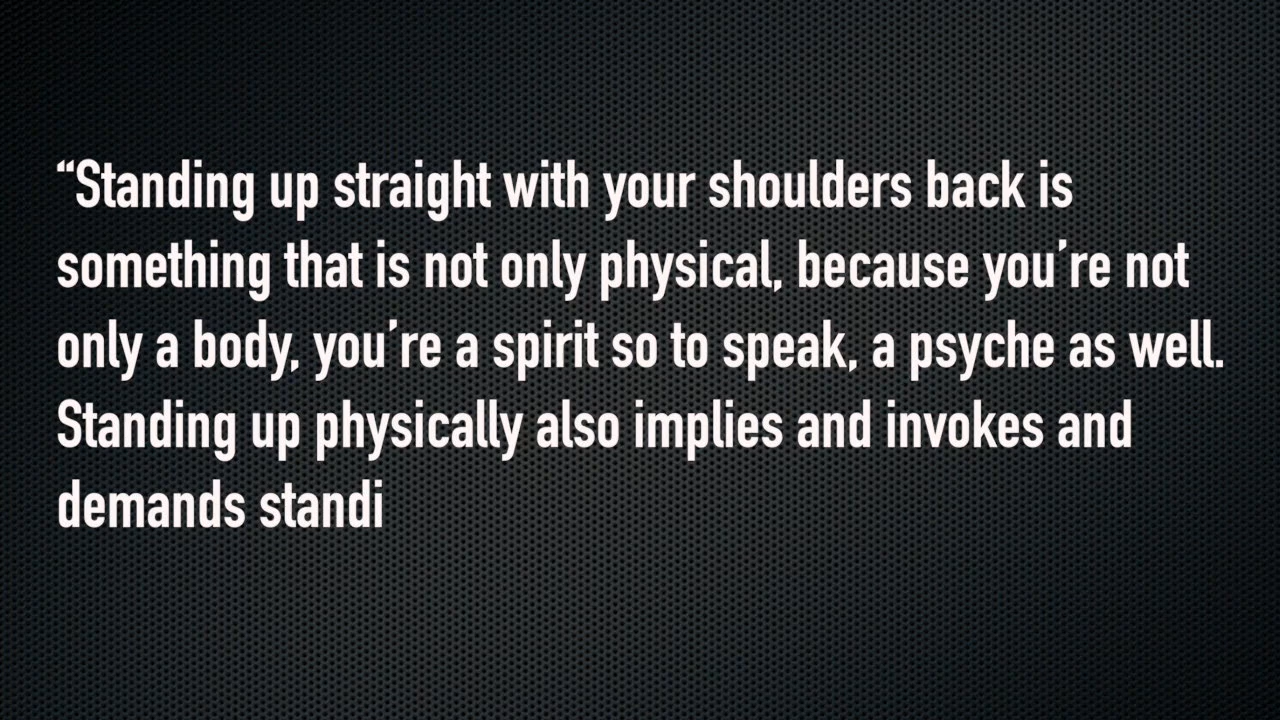 “Standing up straight with your shoulders back is
something that is not only physical, because you’re not
only a body, you’re a spirit so to speak, a psyche as well.
Standing up physically also implies and invokes and
demands standi